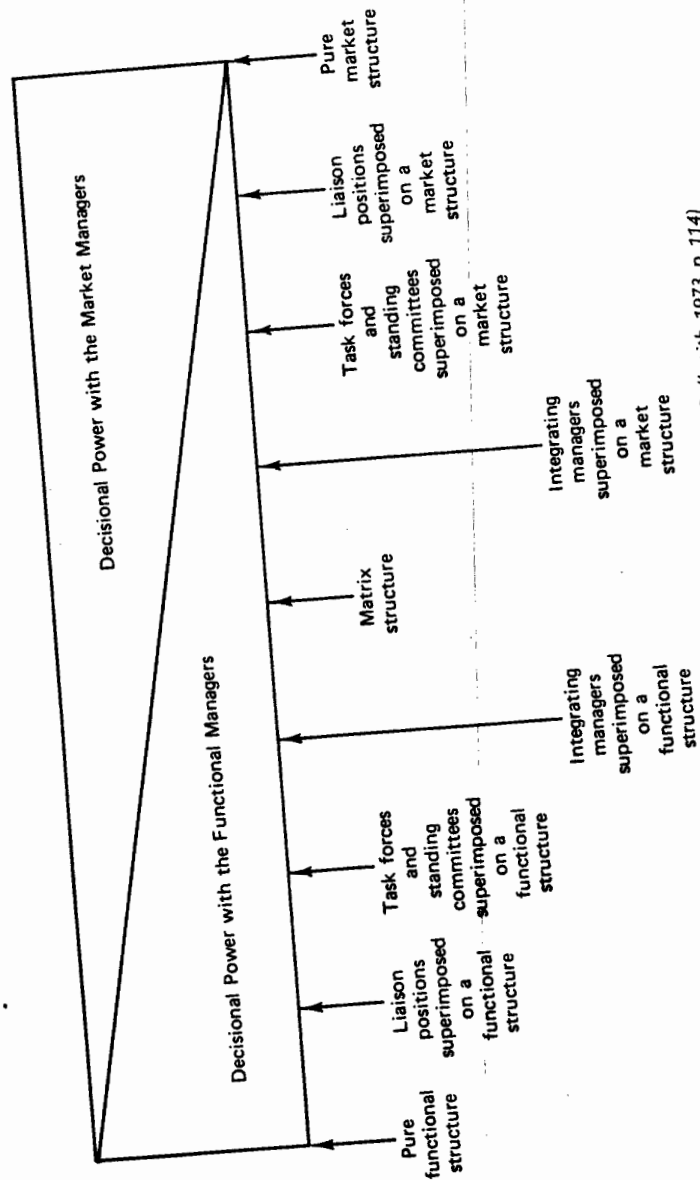 Decisional Power with the Market Managers
Decisional Power with the Functional Managers
Pure
functional
structure
Liaison
positions
superimposed
on a
functional
structure
Task forces
and
standing
committees
superimposed
on a
functional
structure
Integrating
managers
superimposed
on a
functional
structure
Matrix
structure
Integrating
managers
superimposed
on a
market
structure
Task forces
and
standing
committees
superimposed
on a
market
structure
Liaison
positions
superimposed
on a
market
structure
Pure
market
structure
1973, p. 114)